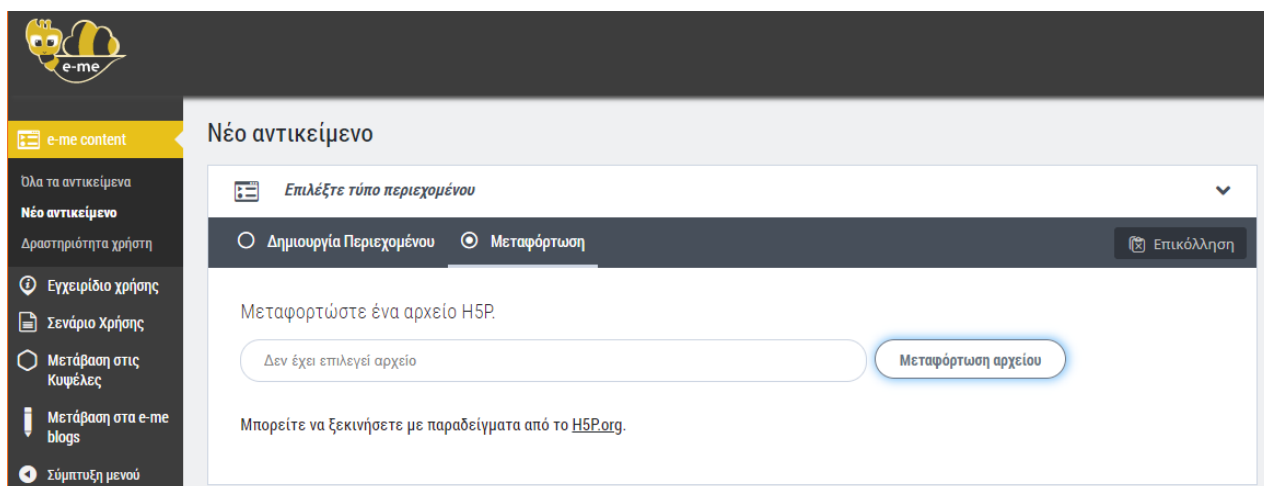 e-me
e-me content
Όλα τα αντικείμενα
Νέο αντικείμενο
Δραστηριότητα χρήστη
Εγχειρίδιο χρήσης
Σενάριο Χρήσης
Μετάβαση στις
Κυψέλες
Μετάβαση στα e-me
blogs
Σύμπτυξη μενού
Νέο αντικείμενο
Επιλέξτε τύπο περιεχομένου
Δημιουργία Περιεχομένου Μεταφόρτωση Επικόλληση
Μεταφορτώστε ένα αρχείο H5P.
Δεν έχει επιλεγεί αρχείο Μεταφόρτωση αρχείου
Μπορείτε να ξεκινήσετε με παραδείγματα από το H5P.org.